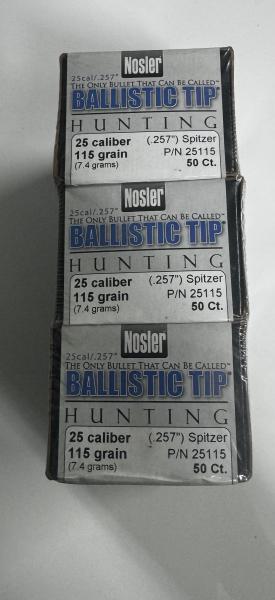 Nosler
25cal/.257"
THE ONLY BULLET THAT CAN BE CALLED™
BALLISTIC TIP®
HUNTING
25 caliber (.257") Spitzer
115 grain P/N 25115
(7.4 grams) 50 Ct.
Nosler
25cal/.257"
THE ONLY BULLET THAT CAN BE CALLED™
BALLISTIC TIP®
HUNTING
25 caliber (.257") Spitzer
115 grain P/N 25115
(7.4 grams) 50 Ct.
Nosler
25cal/.257"
THE ONLY BULLET THAT CAN BE CALLED™
BALLISTIC TIP®
HUNTING
25 caliber (.257") Spitzer
115 grain P/N 25115
(7.4 grams) 50 Ct.